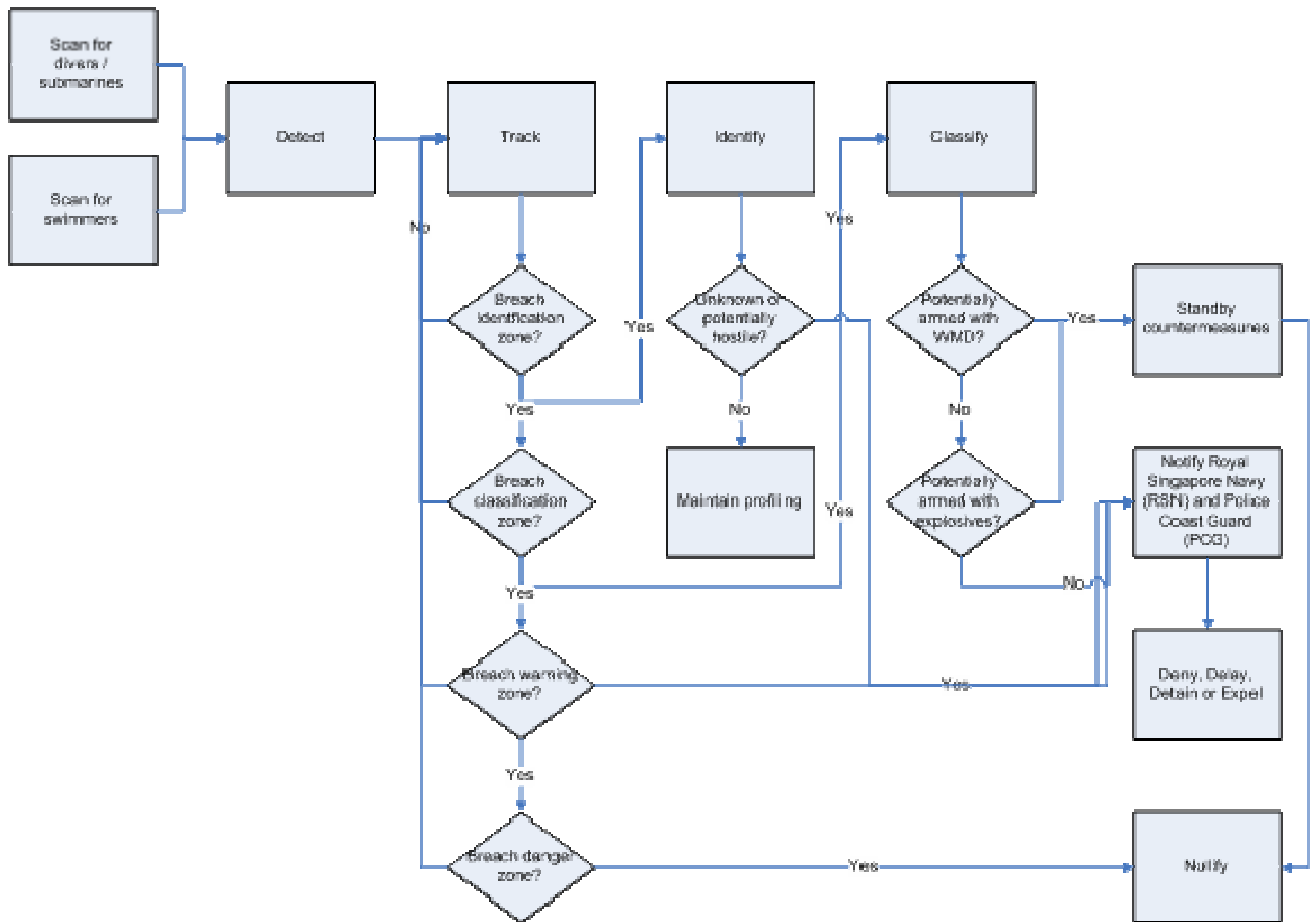 Scan for
divers /
submarines
Scan for
swimmers
Detect
Track
Identify
Classify
No
Yes
Breach
identification
zone?
Yes
Unknown or
potentially
hostile?
Potentially
armed with
WMD?
Yes
Standby
countermeasures
Yes
No
No
Breach
classification
zone?
Maintain profiling
Yes
Potentially
armed with
explosives?
Notify Royal
Singapore Navy
(RSN) and Police
Coast Guard
(PCG)
Yes
No
Breach warning
zone?
Yes
Deny, Delay,
Detain or Expel
Yes
Breach danger
zone?
Yes
Nullify